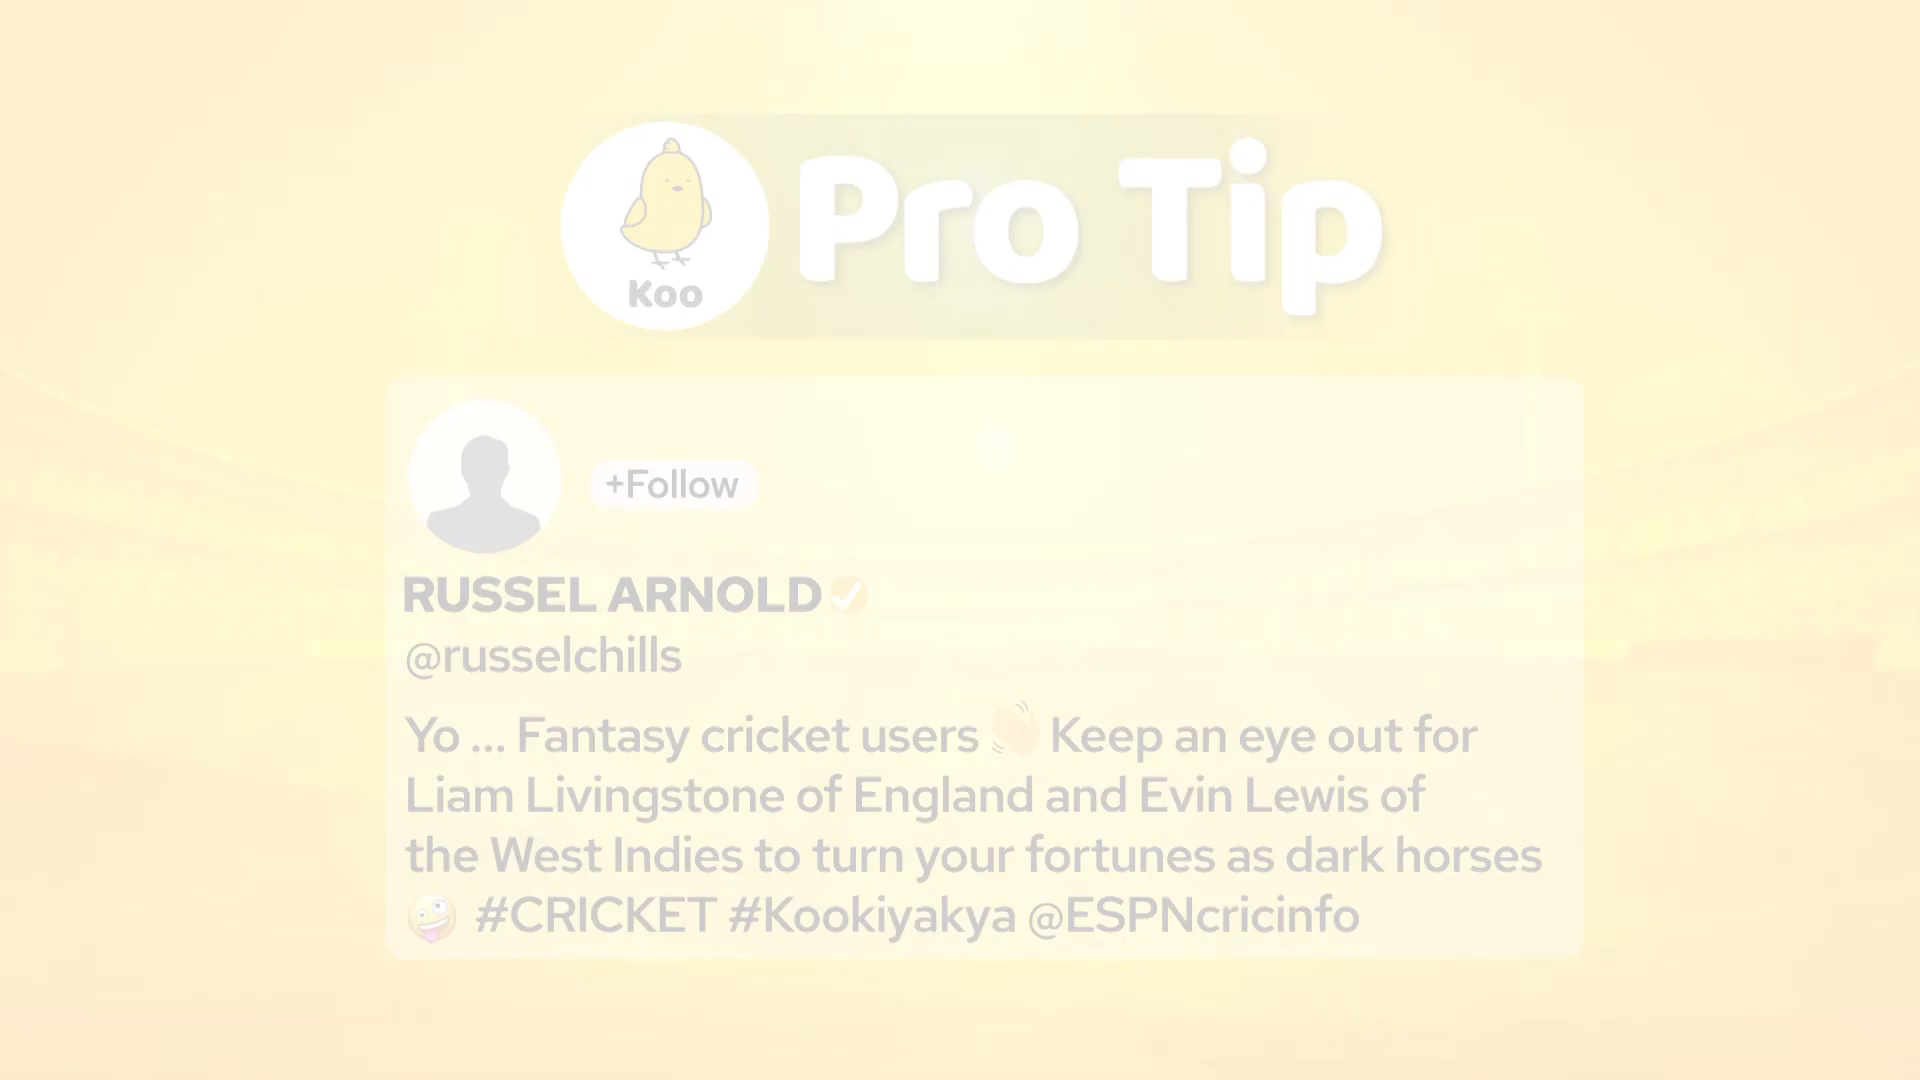 Koo
Pro Tip
+Follow
RUSSEL ARNOLD
@russelchills
Yo ... Fantasy cricket users 👋 Keep an eye out for
Liam Livingstone of England and Evin Lewis of
the West Indies to turn your fortunes as dark horses
🤪 #CRICKET #Kookiyakya @ESPNcricinfo